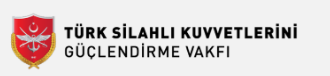 TÜRK SİLAHLI KUVVETLERİNİ
GÜÇLENDİRME VAKFI